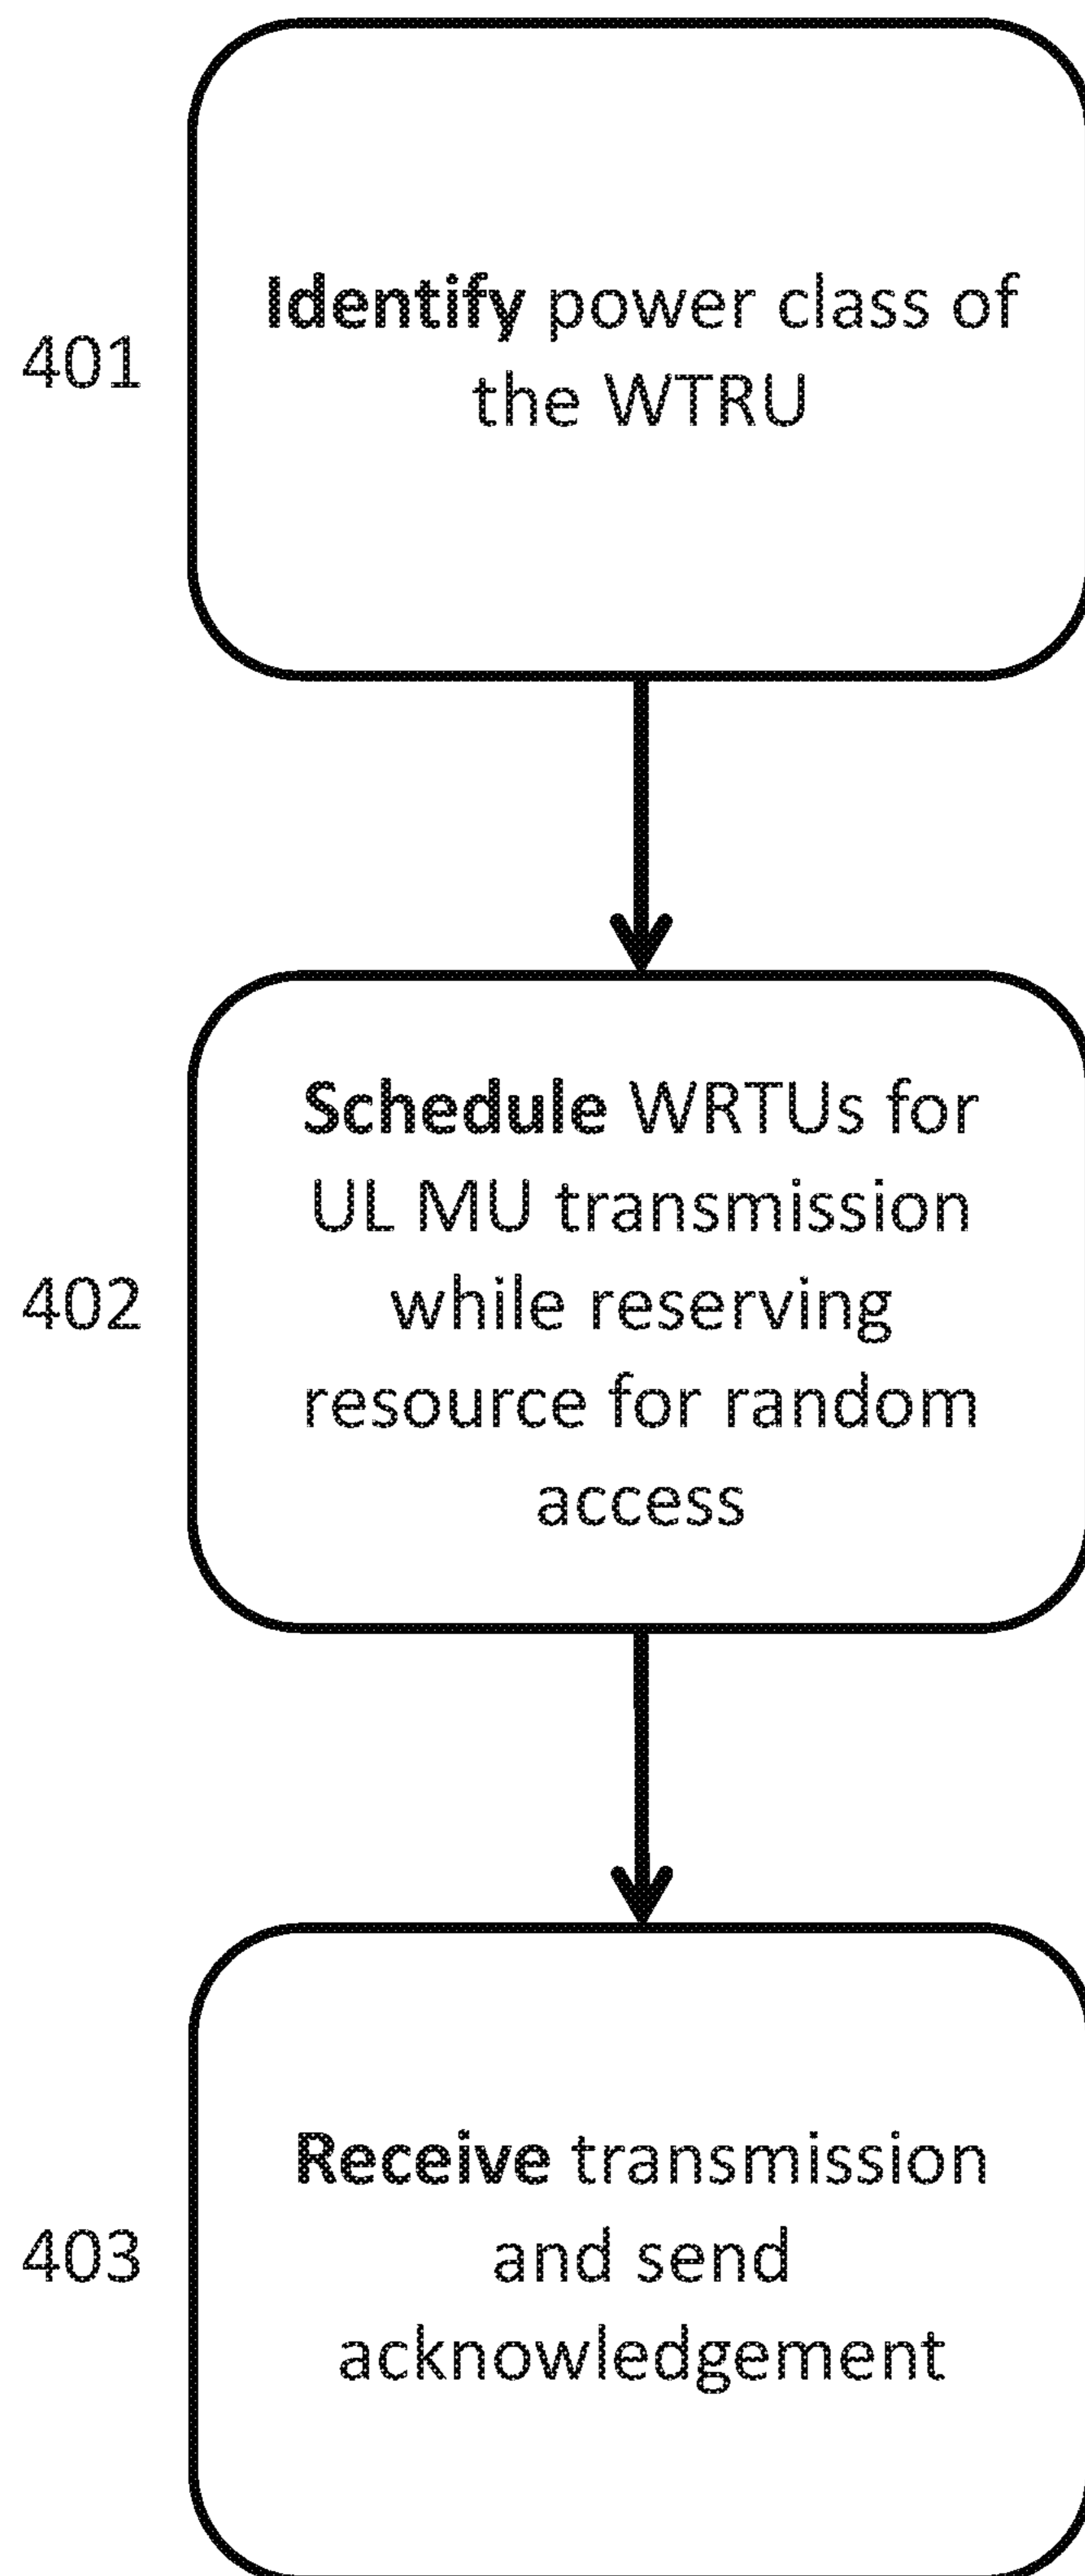 401
Identify power class of
the WTRU
402
Schedule WRTUs for
UL MU transmission
while reserving
resource for random
access
403
Receive transmission
and send
acknowledgement